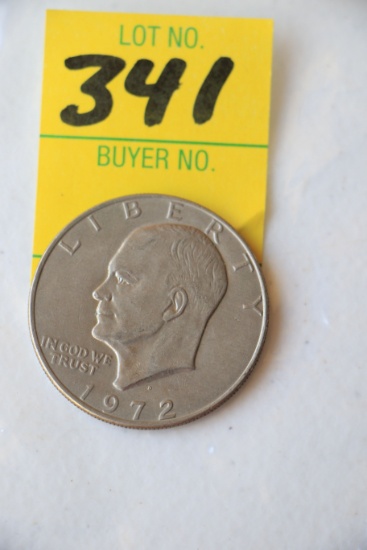 LOT NO.
341
BUYER NO.
LIBERTY
IN GOD WE
TRUST
1972